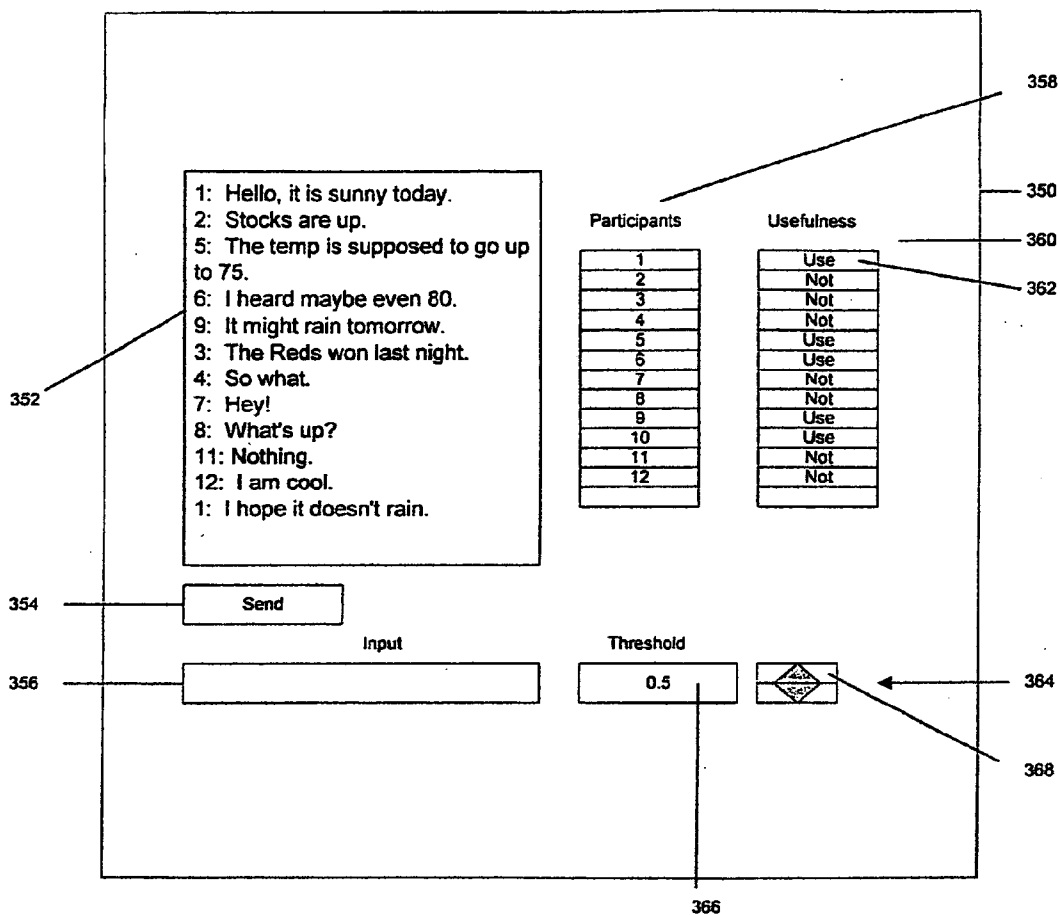 358
1: Hello, it is sunny today.
2: Stocks are up.
5: The temp is supposed to go up
to 75.
6: I heard maybe even 80.
9: It might rain tomorrow.
3: The Reds won last night.
4: So what.
7: Hey!
8: What's up?
11: Nothing.
12: I am cool.
1: I hope it doesn't rain.
352
Participants
1
2
3
4
5
6
7
8
9
10
11
12
Usefulness
Use
Not
Not
Not
Use
Use
Not
Not
Use
Use
Not
Not
350
360
362
354
Send
Input
Threshold
356
0.5
364
368
366